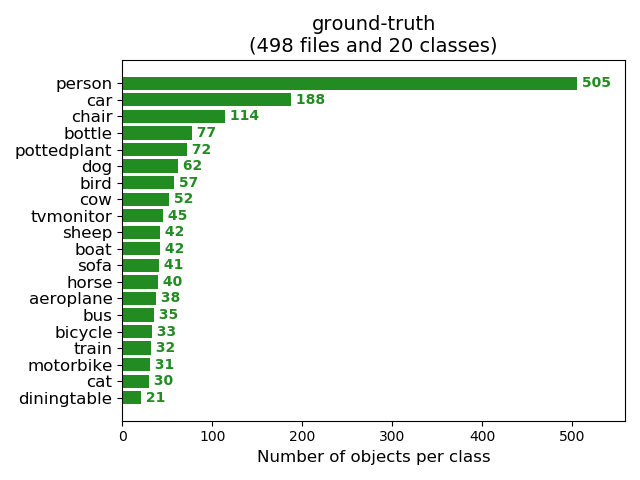 ground-truth
(498 files and 20 classes)
person 505
car 188
chair 114
bottle 77
pottedplant 72
dog 62
bird 57
cow 52
tvmonitor 45
sheep 42
boat 42
sofa 41
horse 40
aeroplane 38
bus 35
bicycle 33
train 32
motorbike 31
cat 30
diningtable 21
0 100 200 300 400 500
Number of objects per class